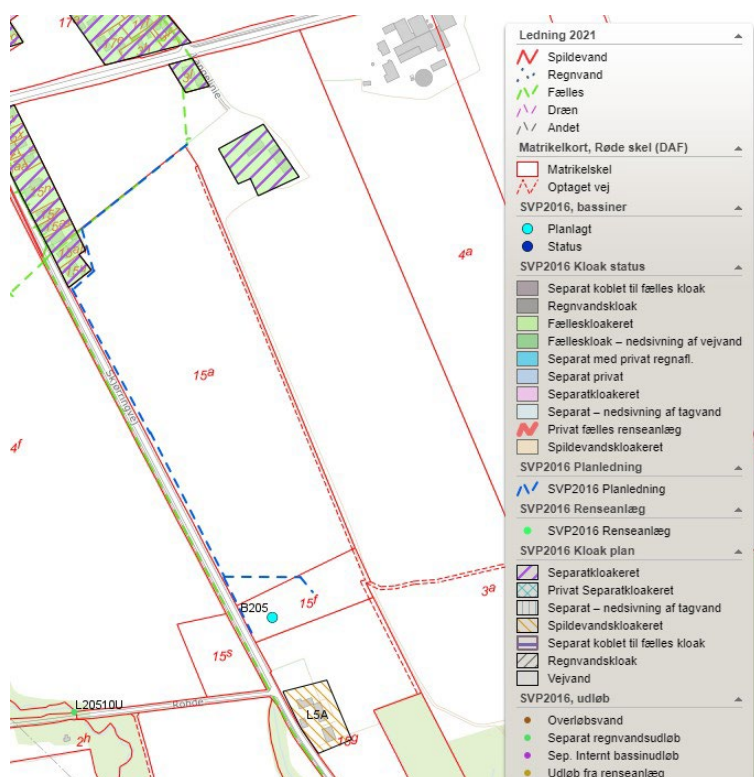 Ledning 2021
Spildevand
Regnvand
Fælles
Dræn
Andet
Matrikelkort, Røde skel (DAF)
Matrikelskel
Optaget vej
SVP2016, bassiner
Planlagt
Status
SVP2016 Kloak status
Separat koblet til fælles kloak
Regnvandskloak
Fælleskloakeret
Fælleskloak – nedsivning af vejvand
Separat med privat regnafl.
Separat privat
Separatkloakeret
Separat – nedsivning af tagvand
Privat fælles renseanlæg
Spildevandskloakeret
SVP2016 Planledning
SVP2016 Planledning
SVP2016 Renseanlæg
SVP2016 Renseanlæg
SVP2016 Kloak plan
Separatkloakeret
Privat Separatkloakeret
Separat – nedsivning af tagvand
Spildevandskloakeret
Separat koblet til fælles kloak
Regnvandskloak
Vejvand
SVP2016, udløb
Overløbsvand
Separat regnvandsudløb
Sep. Internt bassinudløb
Udløb fra renseanlæg
4a
15a
Skjørringvej
4f
3a
B205
15f
15s
L20510U
L5A
15g
2h